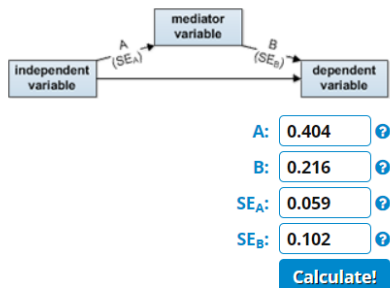 mediator
variable
A
(SEA)
B
(SEB)
independent
variable
dependent
variable
A: 0.404 ?
B: 0.216 ?
SEA: 0.059 ?
SEB: 0.102 ?
Calculate!